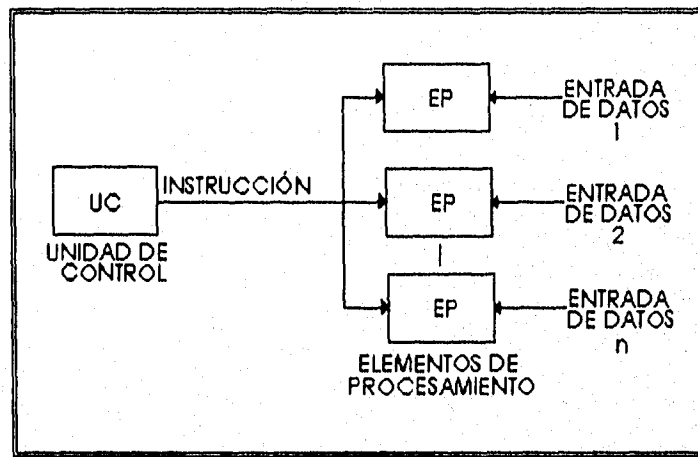 EP
ENTRADA
DE DATOS
1
UC
INSTRUCCIÓN
EP
ENTRADA
DE DATOS
2
UNIDAD DE
CONTROL
EP
ENTRADA
DE DATOS
n
ELEMENTOS DE
PROCESAMIENTO